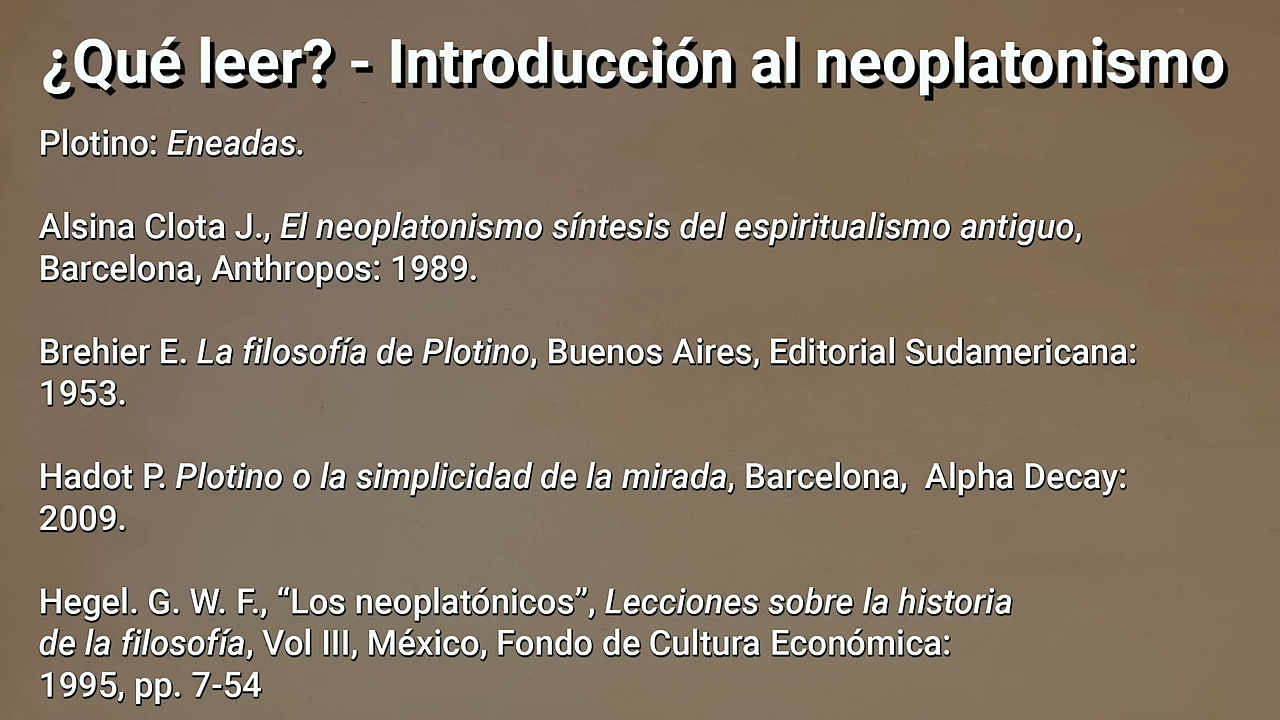 ¿Qué leer? - Introducción al neoplatonismo
Plotino: Eneadas.
Alsina Clota J., El neoplatonismo síntesis del espiritualismo antiguo,
Barcelona, Anthropos: 1989.
Brehier E. La filosofía de Plotino, Buenos Aires, Editorial Sudamericana:
1953.
Hadot P. Plotino o la simplicidad de la mirada, Barcelona,  Alpha Decay:
2009.
Hegel. G. W. F., “Los neoplatónicos”, Lecciones sobre la historia
de la filosofía, Vol III, México, Fondo de Cultura Económica:
1995, pp. 7-54